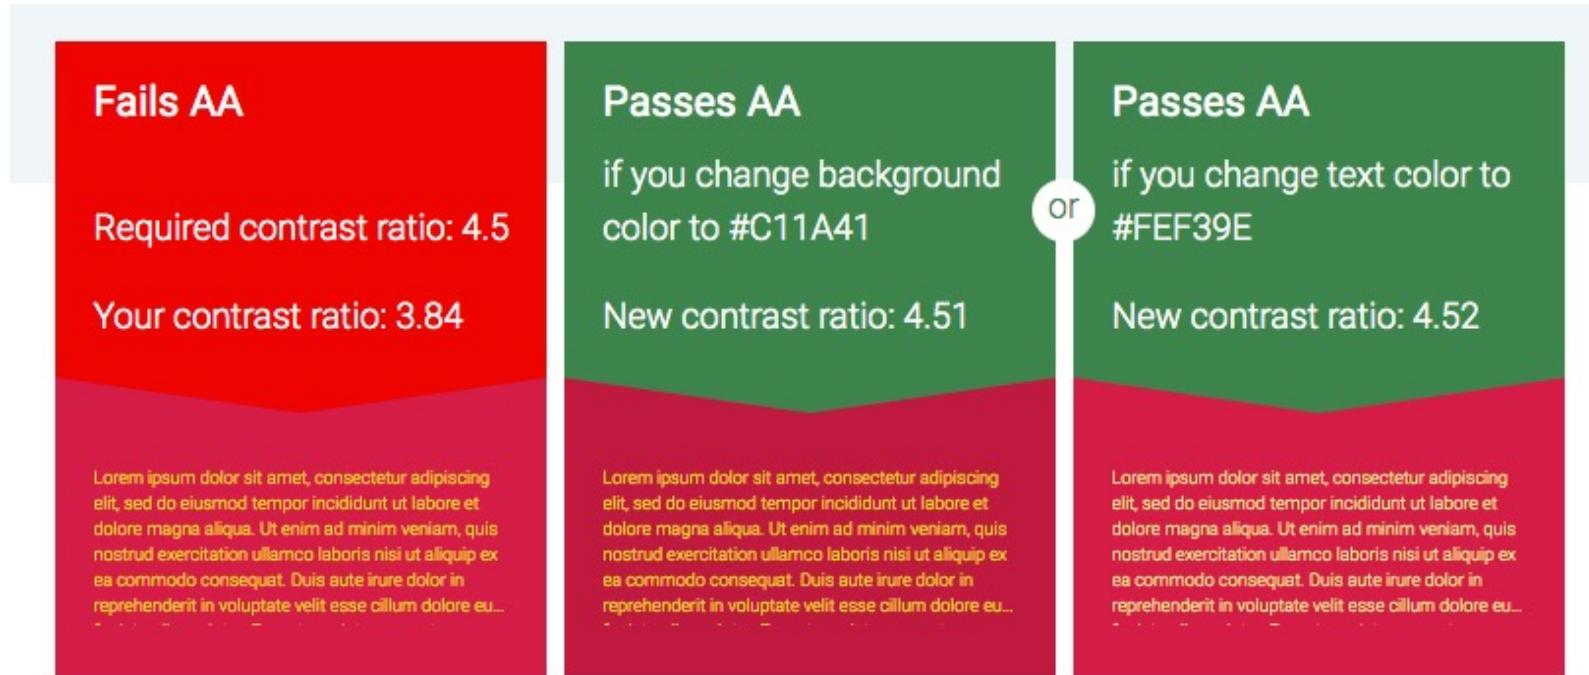 Fails AA
Required contrast ratio: 4.5
Your contrast ratio: 3.84
Lorem ipsum dolor sit amet, consectetur adipiscing
elit, sed do eiusmod tempor incididunt ut labore et
dolore magna aliqua. Ut enim ad minim veniam, quis
nostrud exercitation ullamco laboris nisi ut aliquip ex
ea commodo consequat. Duis aute irure dolor in
reprehenderit in voluptate velit esse cillum dolore eu...
Passes AA
if you change background
color to #C11A41
New contrast ratio: 4.51
Lorem ipsum dolor sit amet, consectetur adipiscing
elit, sed do eiusmod tempor incididunt ut labore et
dolore magna aliqua. Ut enim ad minim veniam, quis
nostrud exercitation ullamco laboris nisi ut aliquip ex
ea commodo consequat. Duis aute irure dolor in
reprehenderit in voluptate velit esse cillum dolore eu...
or
Passes AA
if you change text color to
#FEF39E
New contrast ratio: 4.52
Lorem ipsum dolor sit amet, consectetur adipiscing
elit, sed do eiusmod tempor incididunt ut labore et
dolore magna aliqua. Ut enim ad minim veniam, quis
nostrud exercitation ullamco laboris nisi ut aliquip ex
ea commodo consequat. Duis aute irure dolor in
reprehenderit in voluptate velit esse cillum dolore eu...